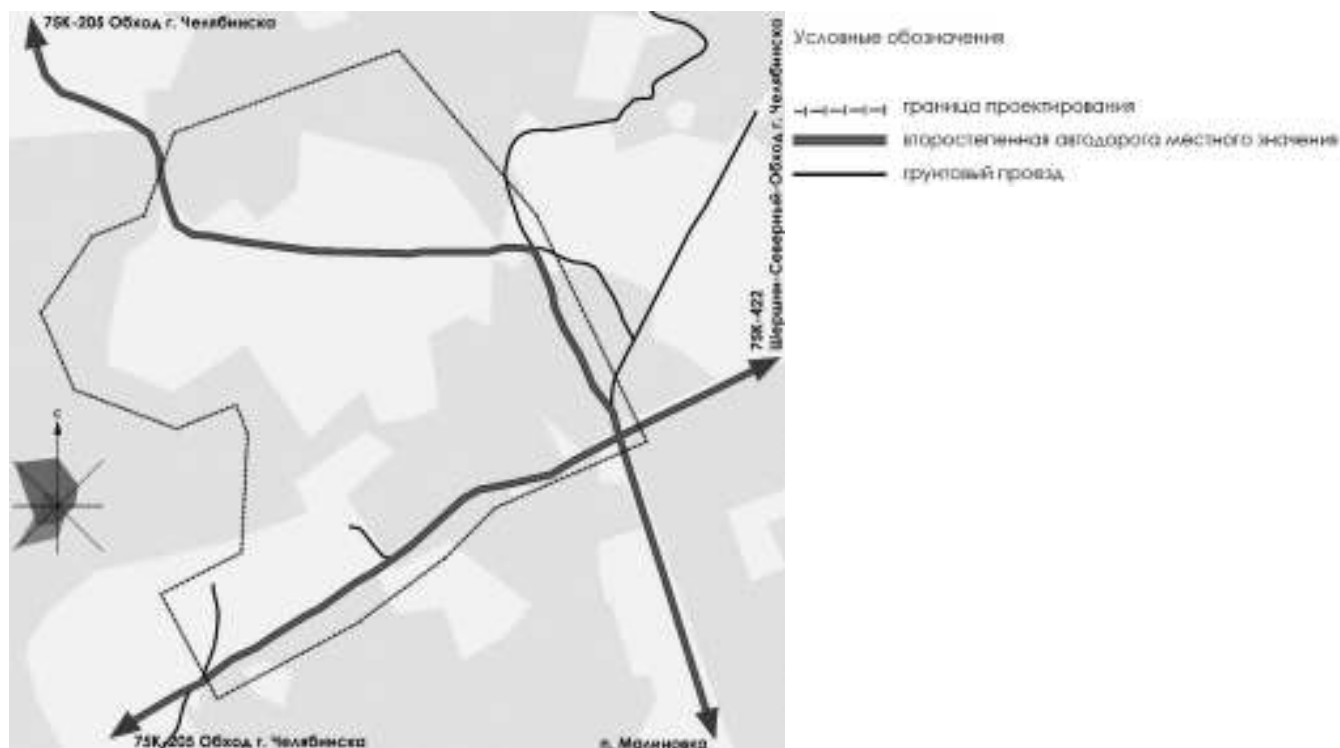 75К-205 Обход г. Челябинска
75К-422
Шершни-Северный-Обход г. Челябинска
С
75К-205 Обход г. Челябинска
п. Малиновка
Условные обозначения
граница проектирования
второстепенная автодорога местного значения
грунтовый проезд